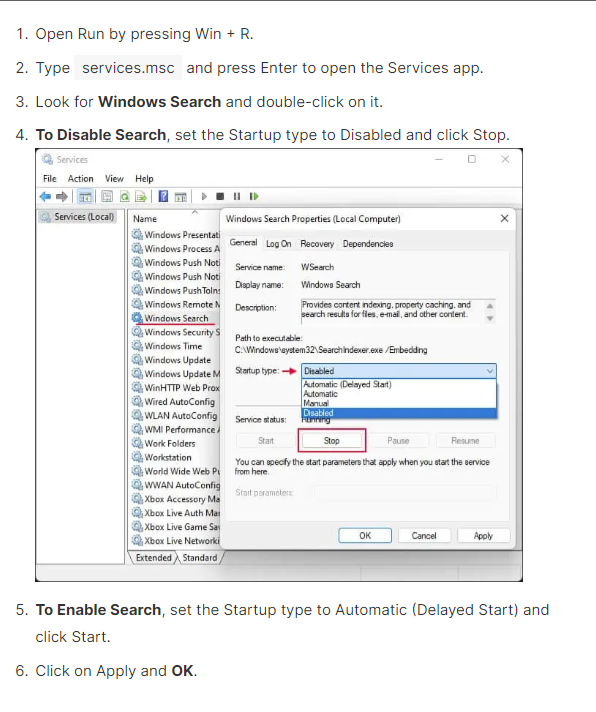 1. Open Run by pressing Win + R.
2. Type services.msc and press Enter to open the Services app.
3. Look for Windows Search and double-click on it.
4. To Disable Search, set the Startup type to Disabled and click Stop.
Services
File Action View Help
Services (Local)
Name
Windows Presentati
Windows Process A
Windows Push Noti
Windows Push Noti
Windows PushToIns
Windows Remote M
Windows Search
Windows Security S
Windows Time
Windows Update
Windows Update M
WinHTTP Web Prox
Wired AutoConfig
WLAN AutoConfig
WMI Performance A
Work Folders
Workstation
World Wide Web Pu
WWAN AutoConfig
Xbox Accessory Ma
Xbox Live Auth Man
Xbox Live Game Sav
Xbox Live Networki
Extended Standard
Windows Search Properties (Local Computer)
General Log On Recovery Dependencies
Service name: WSearch
Display name: Windows Search
Description: Provides content indexing, property caching, and
search results for files, e-mail, and other content.
Path to executable:
C:\Windows\system32\SearchIndexer.exe /Embedding
Startup type: Disabled
Automatic (Delayed Start)
Automatic
Manual
Disabled
Service status: Running
Start Stop Pause Resume
You can specify the start parameters that apply when you start the service
from here.
Start parameters:
OK Cancel Apply
5. To Enable Search, set the Startup type to Automatic (Delayed Start) and
click Start.
6. Click on Apply and OK.